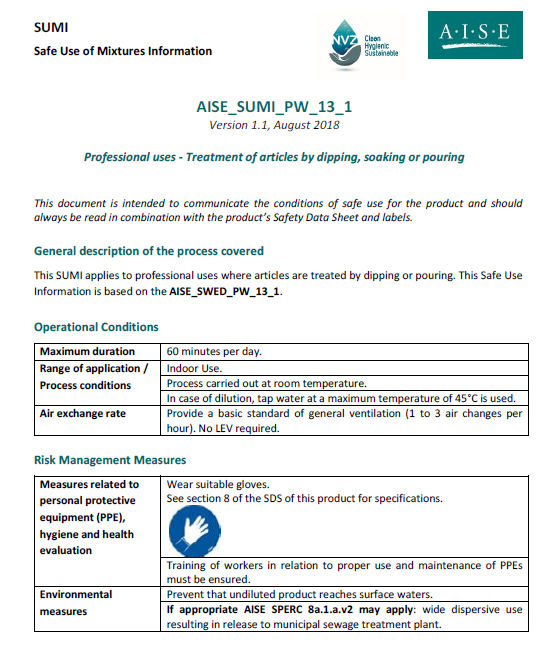 SUMI
Safe Use of Mixtures Information
NVZ
Clean
Hygienic
Sustainable
A·I·S·E
AISE_SUMI_PW_13_1
Version 1.1, August 2018
Professional uses - Treatment of articles by dipping, soaking or pouring
This document is intended to communicate the conditions of safe use for the product and should
always be read in combination with the product's Safety Data Sheet and labels.
General description of the process covered
This SUMI applies to professional uses where articles are treated by dipping or pouring. This Safe Use
Information is based on the AISE_SWED_PW_13_1.
Operational Conditions
Maximum duration
60 minutes per day.
Range of application /
Process conditions
Indoor Use.
Process carried out at room temperature.
In case of dilution, tap water at a maximum temperature of 45°C is used.
Air exchange rate
Provide a basic standard of general ventilation (1 to 3 air changes per
hour). No LEV required.
Risk Management Measures
Measures related to
personal protective
equipment (PPE),
hygiene and health
evaluation
Wear suitable gloves.
See section 8 of the SDS of this product for specifications.
Training of workers in relation to proper use and maintenance of PPEs
must be ensured.
Environmental
measures
Prevent that undiluted product reaches surface waters.
If appropriate AISE SPERC 8a.1.a.v2 may apply: wide dispersive use
resulting in release to municipal sewage treatment plant.